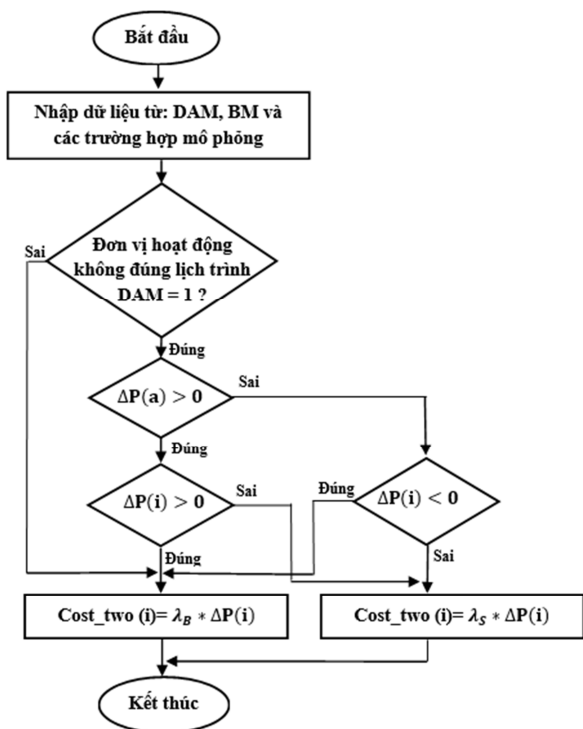 Bắt đầu
Nhập dữ liệu từ: DAM, BM và
các trường hợp mô phỏng
Sai
Đơn vị hoạt động
không đúng lịch trình
DAM = 1 ?
Đúng
ΔP(a) > 0
Sai
Đúng
ΔP(i) > 0
Sai
Đúng
ΔP(i) < 0
Đúng
Sai
Cost_two (i)= λ_B * ΔP(i)
Cost_two (i)= λ_S * ΔP(i)
Kết thúc